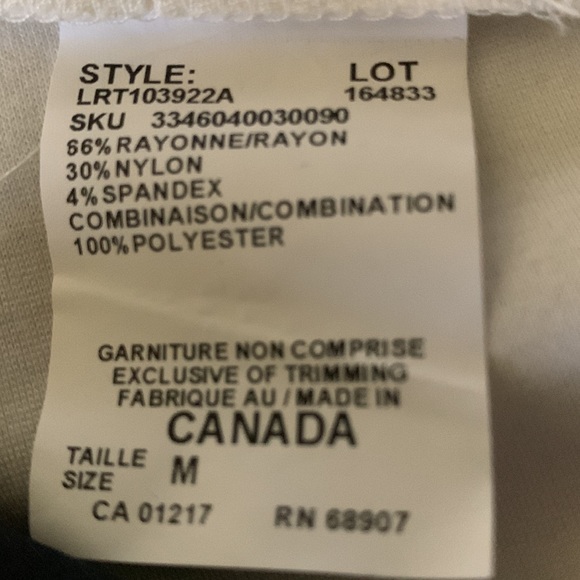 STYLE: LOT
LRT103922A 164833
SKU 3346040030090
66% RAYONNE/RAYON
30% NYLON
4% SPANDEX
COMBINAISON/COMBINATION
100% POLYESTER
GARNITURE NON COMPRISE
EXCLUSIVE OF TRIMMING
FABRIQUE AU / MADE IN
CANADA
TAILLE
SIZE M
CA 01217 RN 68907